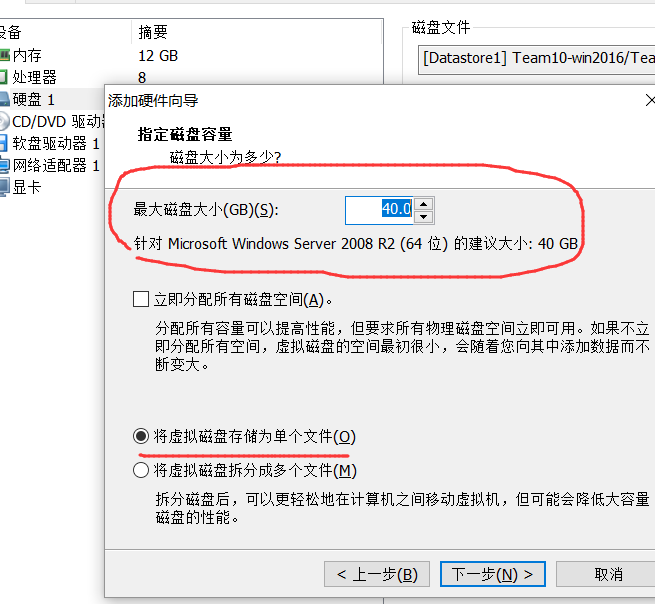 设备
摘要
内存
12 GB
处理器
8
硬盘 1
CD/DVD 驱动
软盘驱动器 1
网络适配器 1
显卡
磁盘文件
[Datastore1] Team10-win2016/Tea
添加硬件向导
指定磁盘容量
磁盘大小为多少?
最大磁盘大小(GB)(S):
40.0
针对 Microsoft Windows Server 2008 R2 (64 位) 的建议大小: 40 GB
立即分配所有磁盘空间(A)。
分配所有容量可以提高性能，但要求所有物理磁盘空间立即可用。如果不立
即分配所有空间，虚拟磁盘的空间最初很小，会随着您向其中添加数据而不
断变大。
将虚拟磁盘存储为单个文件(O)
将虚拟磁盘拆分成多个文件(M)
拆分磁盘后，可以更轻松地在计算机之间移动虚拟机，但可能会降低大容量
磁盘的性能。
< 上一步(B)
下一步(N) >
取消